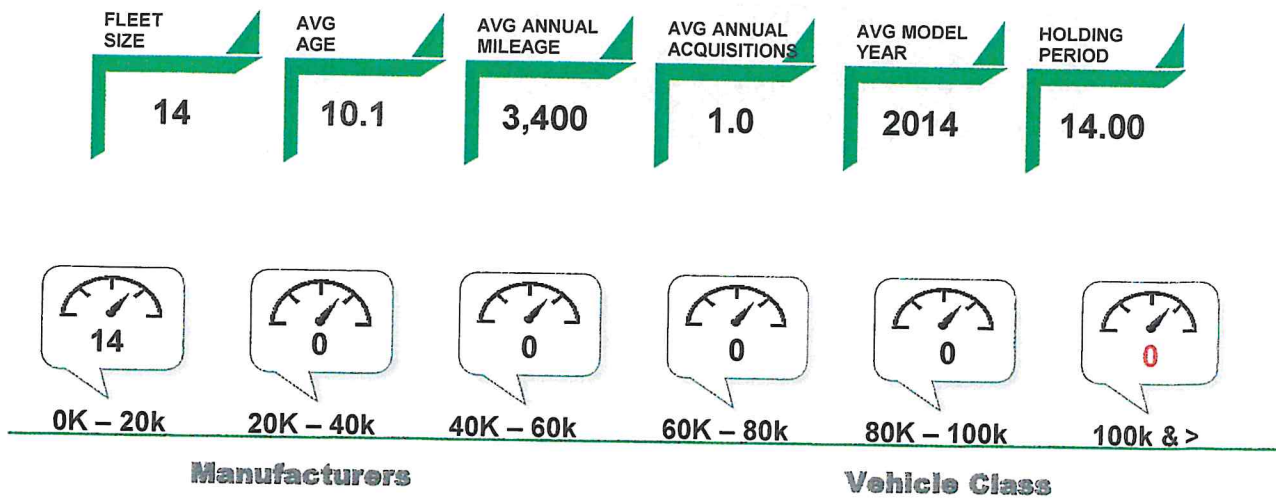 FLEET
SIZE
AVG
AGE
AVG ANNUAL
MILEAGE
AVG ANNUAL
ACQUISITIONS
AVG MODEL
YEAR
HOLDING
PERIOD
14
10.1
3,400
1.0
2014
14.00
14
0
0
0
0
0
0K – 20k
20K – 40k
40K – 60k
60K – 80k
80K – 100k
100k & >
Manufacturers
Vehicle Class